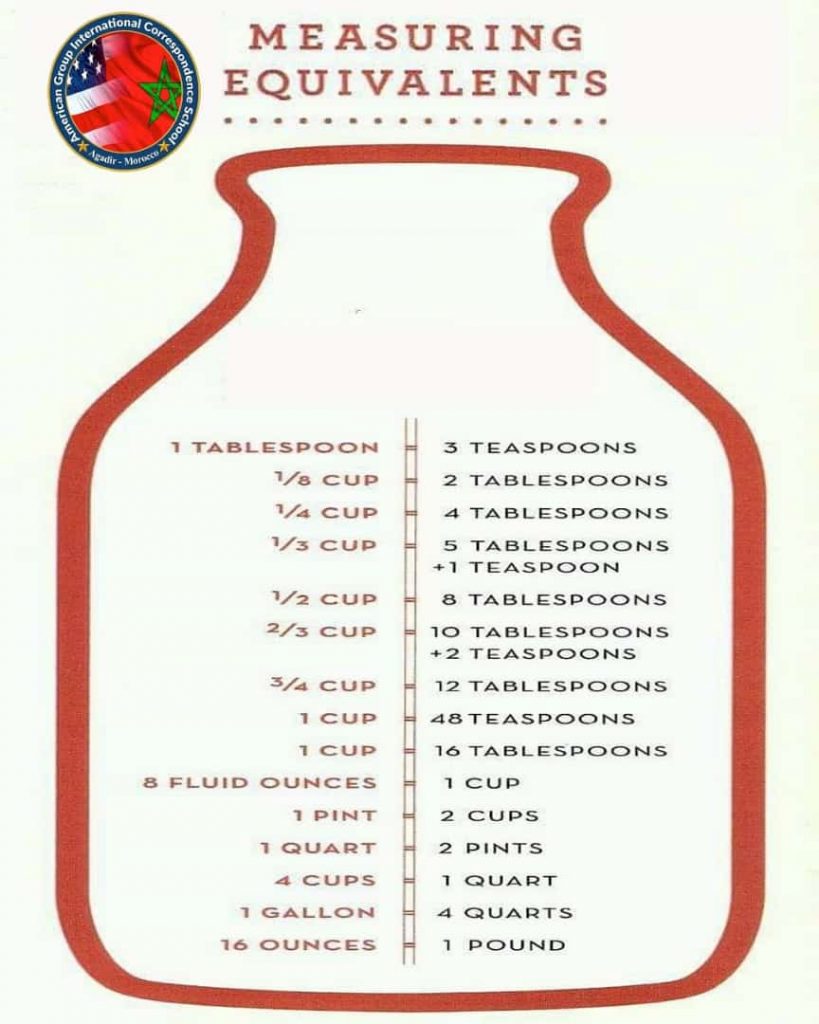 American Group International Correspondence School
Agadir - Morocco
MEASURING
EQUIVALENTS
1 TABLESPOON = 3 TEASPOONS
1/8 CUP = 2 TABLESPOONS
1/4 CUP = 4 TABLESPOONS
1/3 CUP = 5 TABLESPOONS
+1 TEASPOON
1/2 CUP = 8 TABLESPOONS
2/3 CUP = 10 TABLESPOONS
+2 TEASPOONS
3/4 CUP = 12 TABLESPOONS
1 CUP = 48 TEASPOONS
1 CUP = 16 TABLESPOONS
8 FLUID OUNCES = 1 CUP
1 PINT = 2 CUPS
1 QUART = 2 PINTS
4 CUPS = 1 QUART
1 GALLON = 4 QUARTS
16 OUNCES = 1 POUND